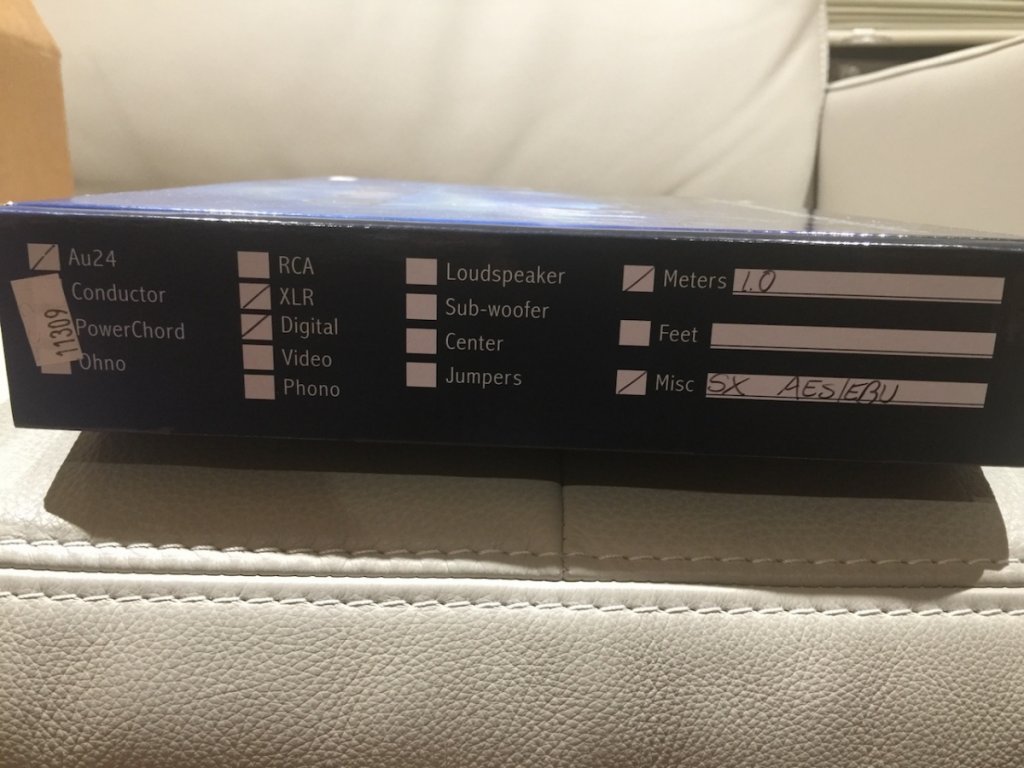 Au24
Conductor
PowerChord
Ohno
11309
RCA
XLR
Digital
Video
Phono
Loudspeaker
Sub-woofer
Center
Jumpers
Meters 1.0
Feet
Misc SX AES/EBU